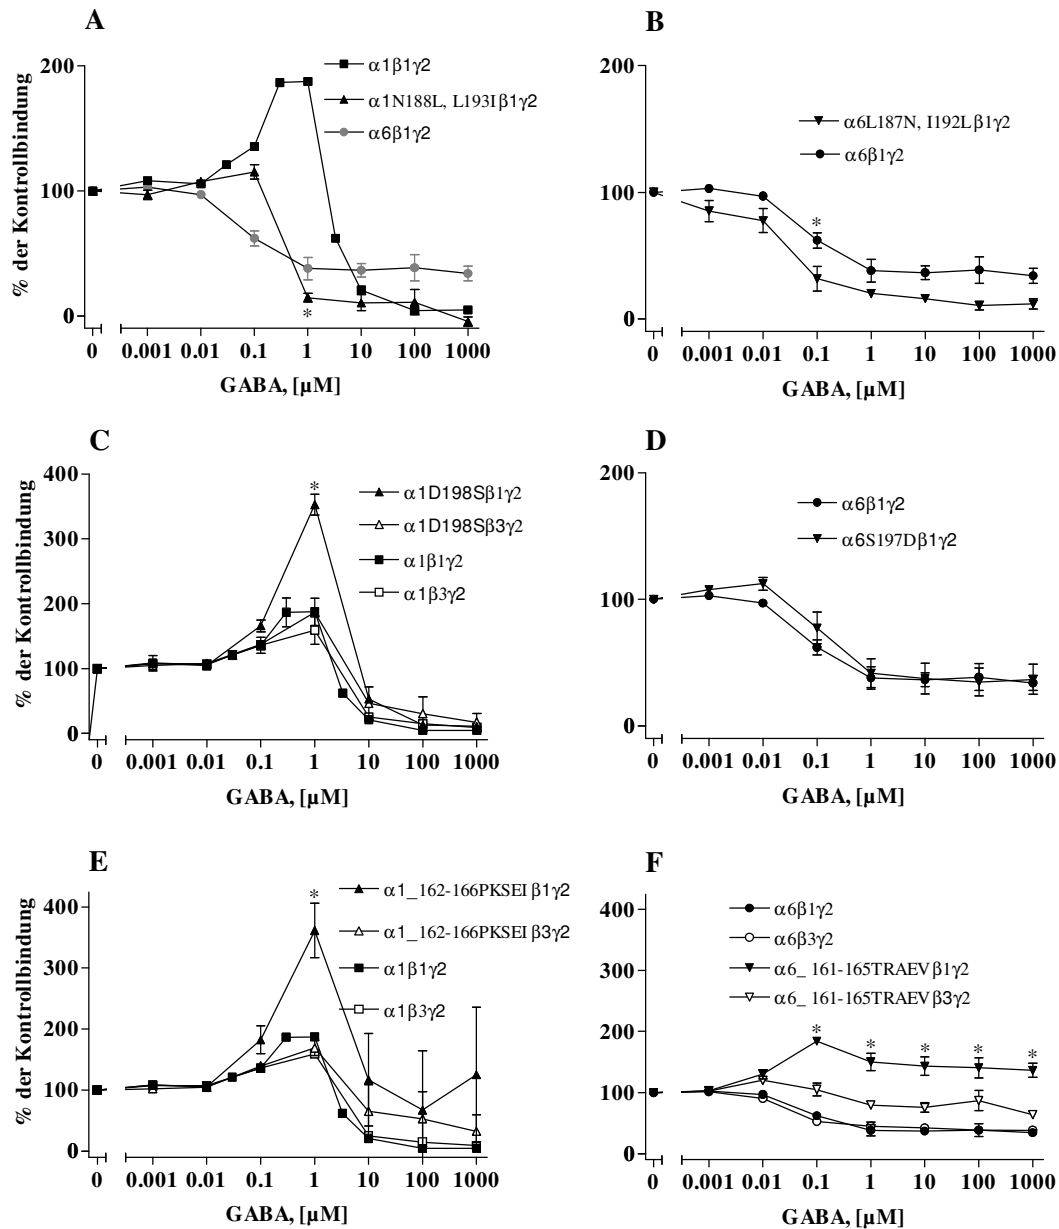 A
% der Kontrollbindung
200
100
0
α1β1γ2
α1N188L, L193Iβ1γ2
α6β1γ2
*
0 0.001 0.01 0.1 1 10 100 1000
GABA, [µM]
B
200
100
0
α6L187N, I192Lβ1γ2
α6β1γ2
*
0 0.001 0.01 0.1 1 10 100 1000
GABA, [µM]
C
% der Kontrollbindung
400
300
200
100
0
*
α1D198Sβ1γ2
α1D198Sβ3γ2
α1β1γ2
α1β3γ2
0 0.001 0.01 0.1 1 10 100 1000
GABA, [µM]
D
200
100
0
α6β1γ2
α6S197Dβ1γ2
0 0.001 0.01 0.1 1 10 100 1000
GABA, [µM]
E
% der Kontrollbindung
400
300
200
100
0
*
α1_162-166PKSEI β1γ2
α1_162-166PKSEI β3γ2
α1β1γ2
α1β3γ2
0 0.001 0.01 0.1 1 10 100 1000
GABA, [µM]
F
400
300
200
100
0
α6β1γ2
α6β3γ2
α6_ 161-165TRAEVβ1γ2
α6_ 161-165TRAEVβ3γ2
* * * * *
0 0.001 0.01 0.1 1 10 100 1000
GABA, [µM]